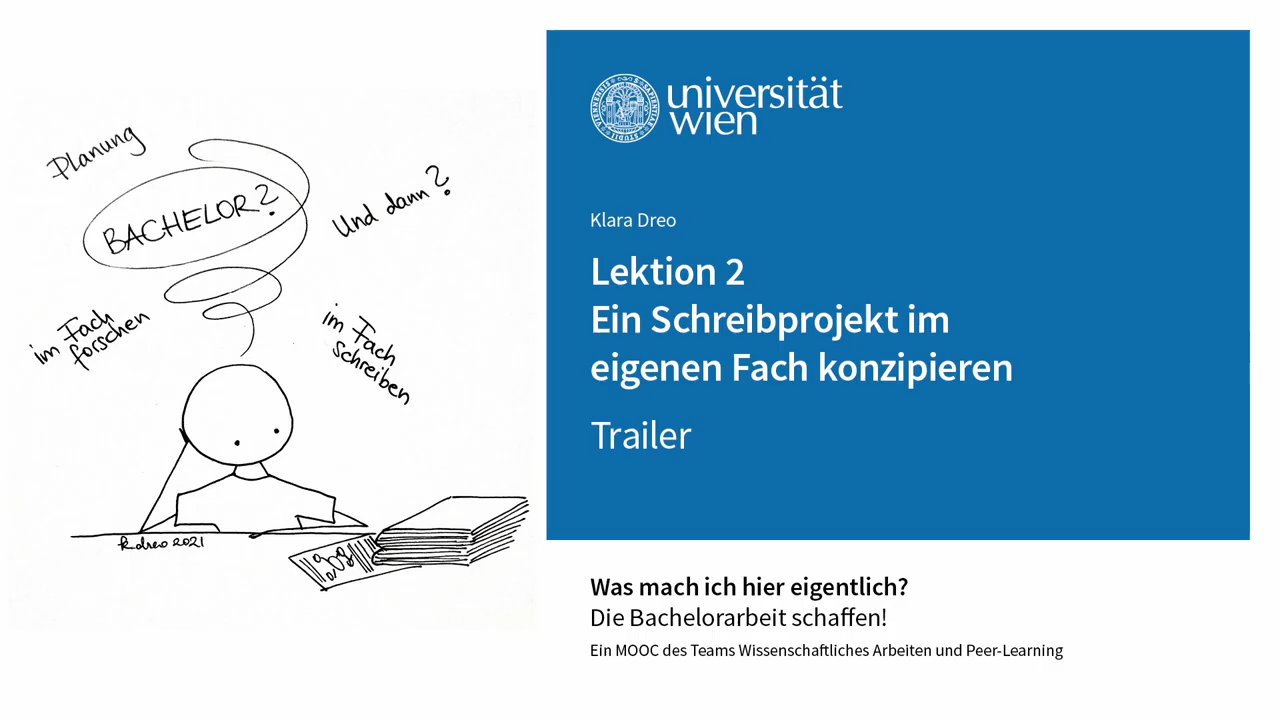 Planung
BACHELOR?
Und dann?
im Fach
forschen
im Fach
schreiben
k.dreo 2021
universität
wien
Klara Dreo
Lektion 2
Ein Schreibprojekt im
eigenen Fach konzipieren
Trailer
Was mach ich hier eigentlich?
Die Bachelorarbeit schaffen!
Ein MOOC des Teams Wissenschaftliches Arbeiten und Peer-Learning